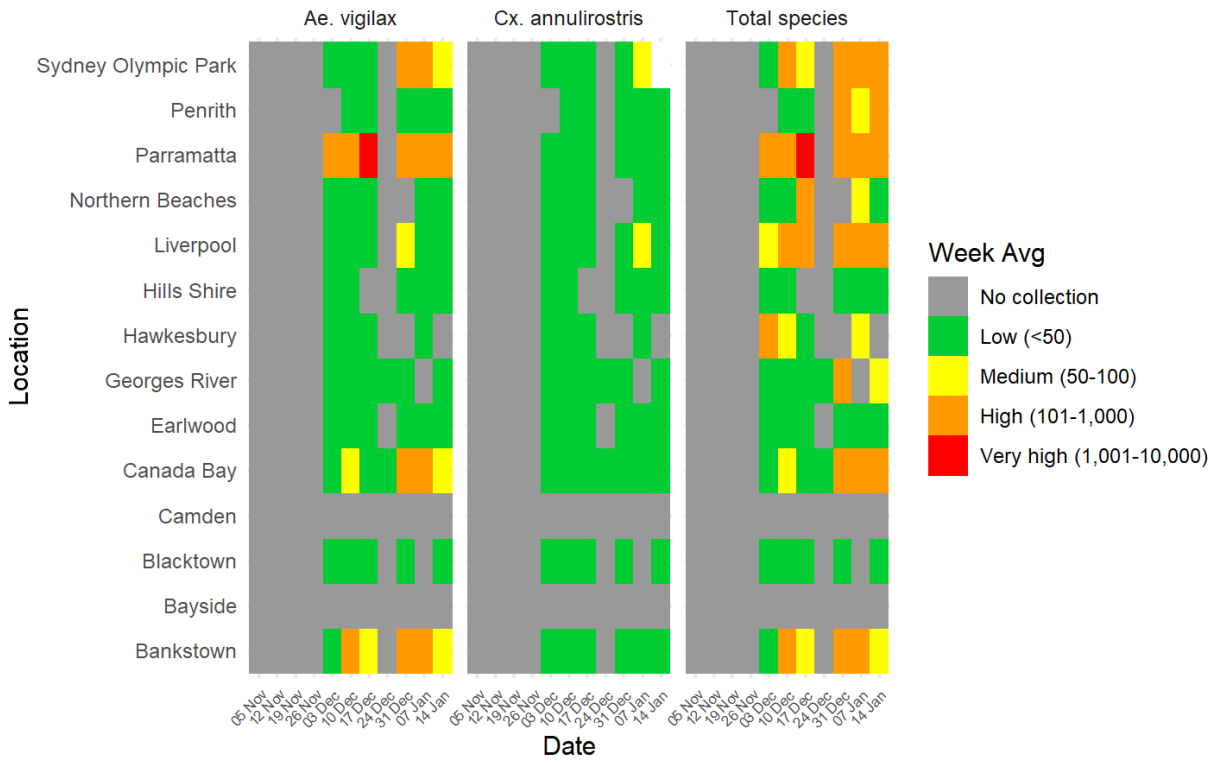 Ae. vigilax
Cx. annulirostris
Total species
Sydney Olympic Park
Penrith
Parramatta
Northern Beaches
Liverpool
Hills Shire
Hawkesbury
Georges River
Earlwood
Canada Bay
Camden
Blacktown
Bayside
Bankstown
Location
05 Nov
12 Nov
19 Nov
26 Nov
03 Dec
10 Dec
17 Dec
24 Dec
31 Dec
07 Jan
14 Jan
05 Nov
12 Nov
19 Nov
26 Nov
03 Dec
10 Dec
17 Dec
24 Dec
31 Dec
07 Jan
14 Jan
05 Nov
12 Nov
19 Nov
26 Nov
03 Dec
10 Dec
17 Dec
24 Dec
31 Dec
07 Jan
14 Jan
Date
Week Avg
No collection
Low (<50)
Medium (50-100)
High (101-1,000)
Very high (1,001-10,000)